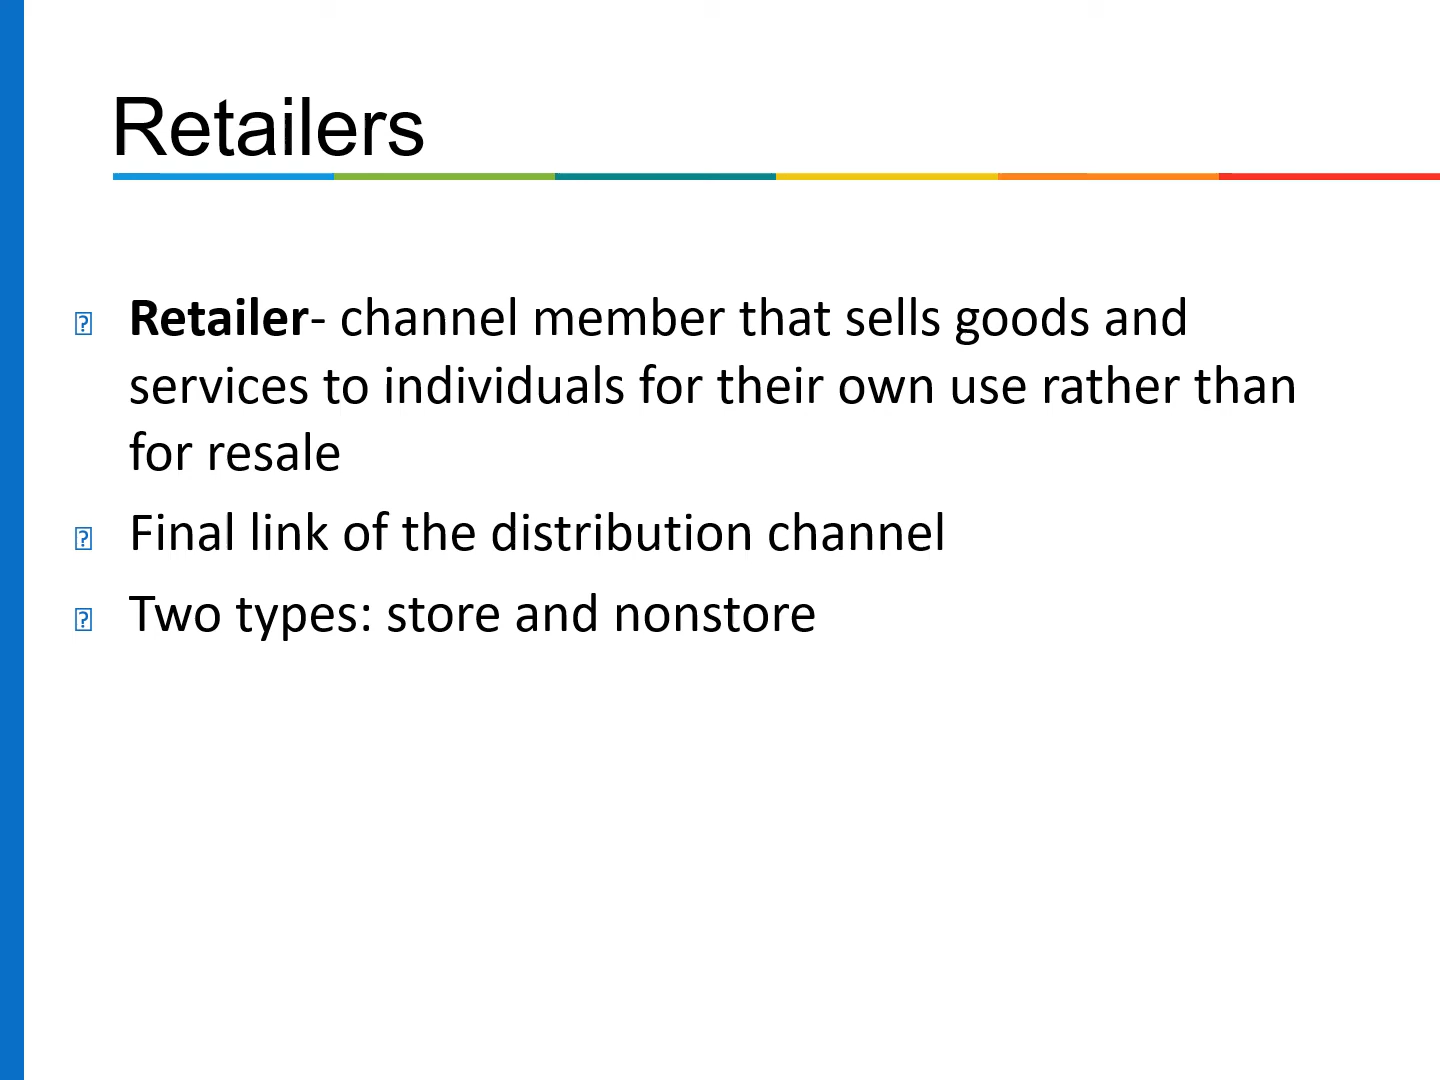 Retailers
Retailer- channel member that sells goods and
services to individuals for their own use rather than
for resale
Final link of the distribution channel
Two types: store and nonstore